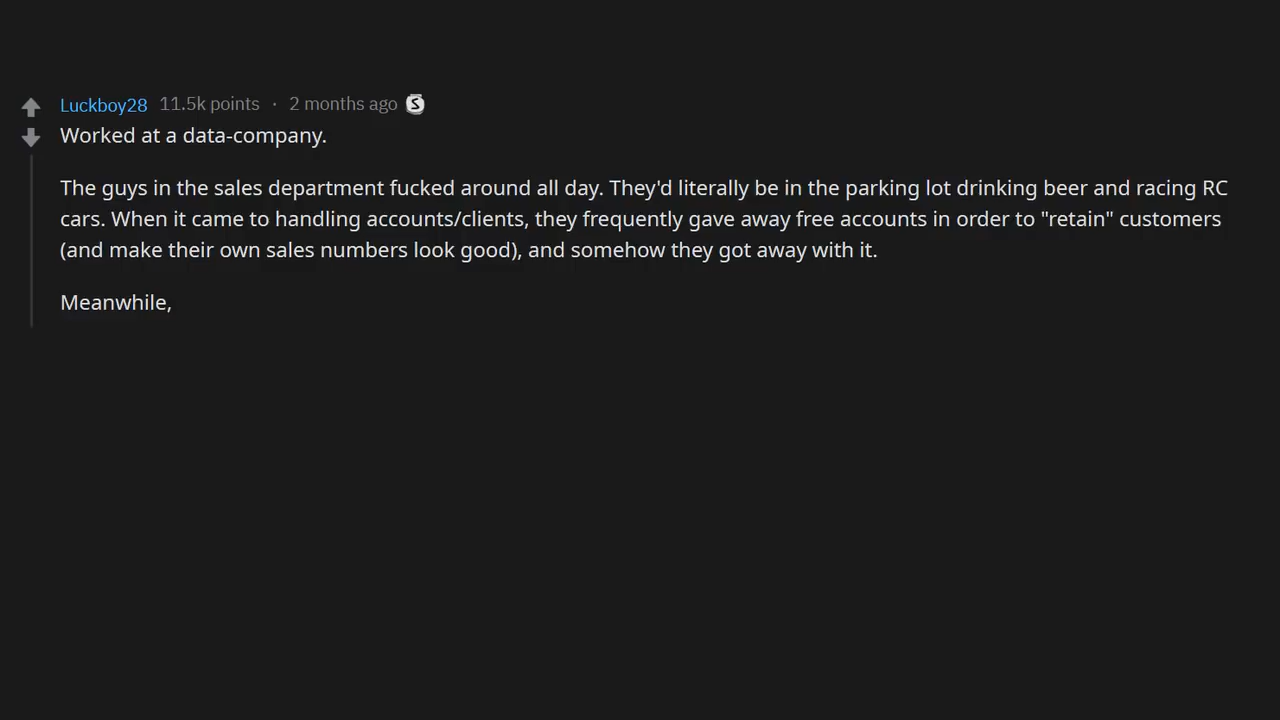 Luckboy28 11.5k points · 2 months ago
Worked at a data-company.
The guys in the sales department fucked around all day. They'd literally be in the parking lot drinking beer and racing RC
cars. When it came to handling accounts/clients, they frequently gave away free accounts in order to "retain" customers
(and make their own sales numbers look good), and somehow they got away with it.
Meanwhile,